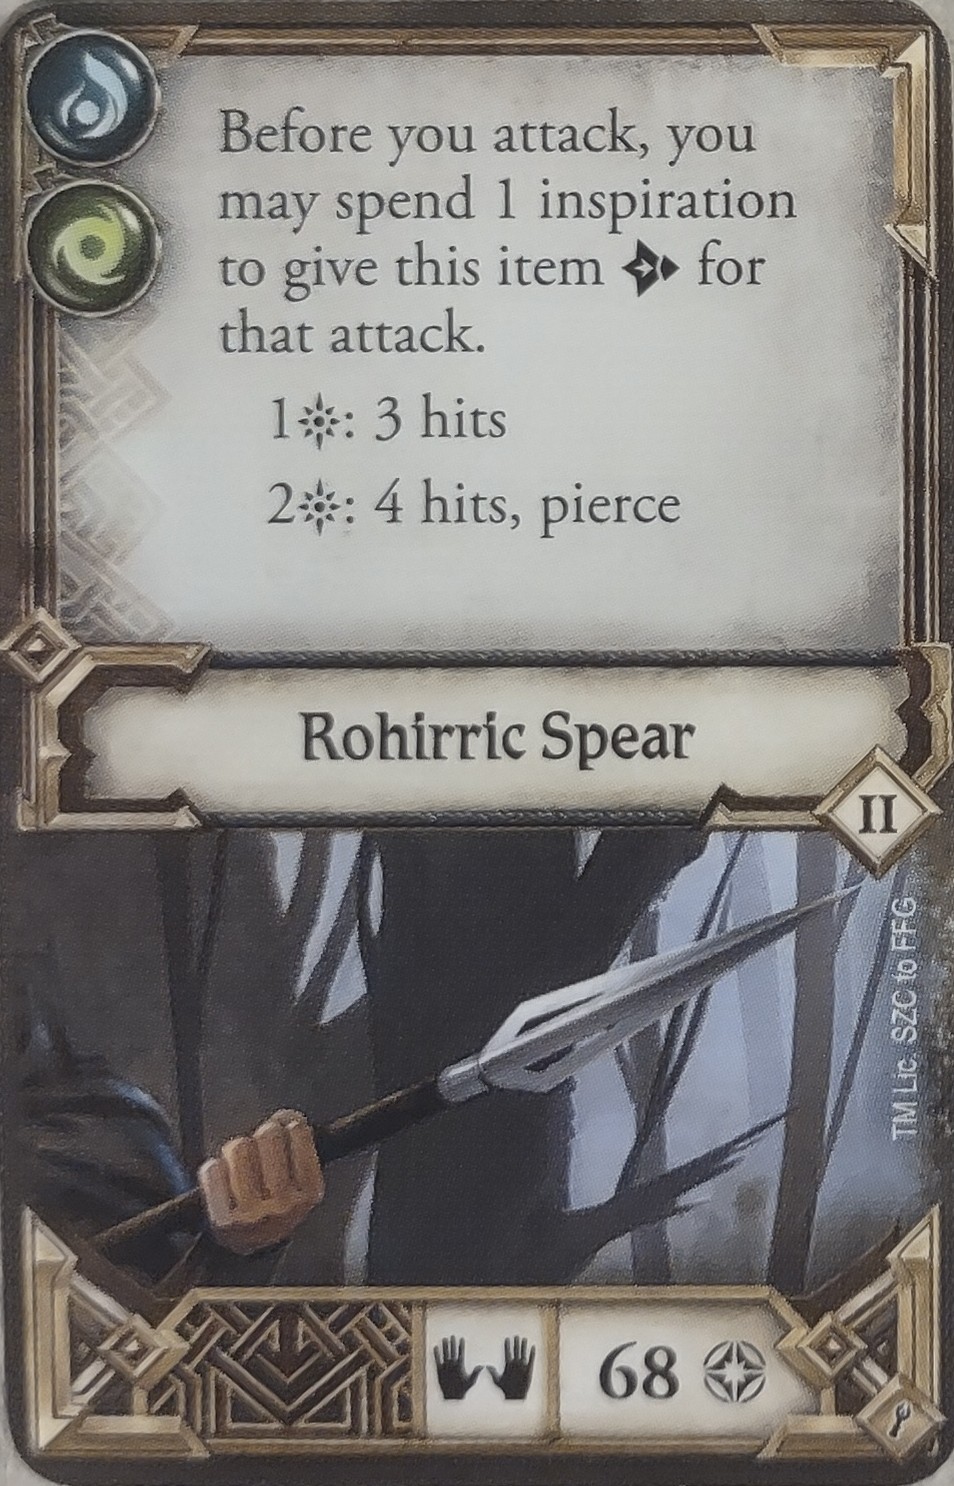 Before you attack, you
may spend 1 inspiration
to give this item for
that attack.
1: 3 hits
2: 4 hits, pierce
Rohirric Spear
II
TM Lic. SZC to FFG
68